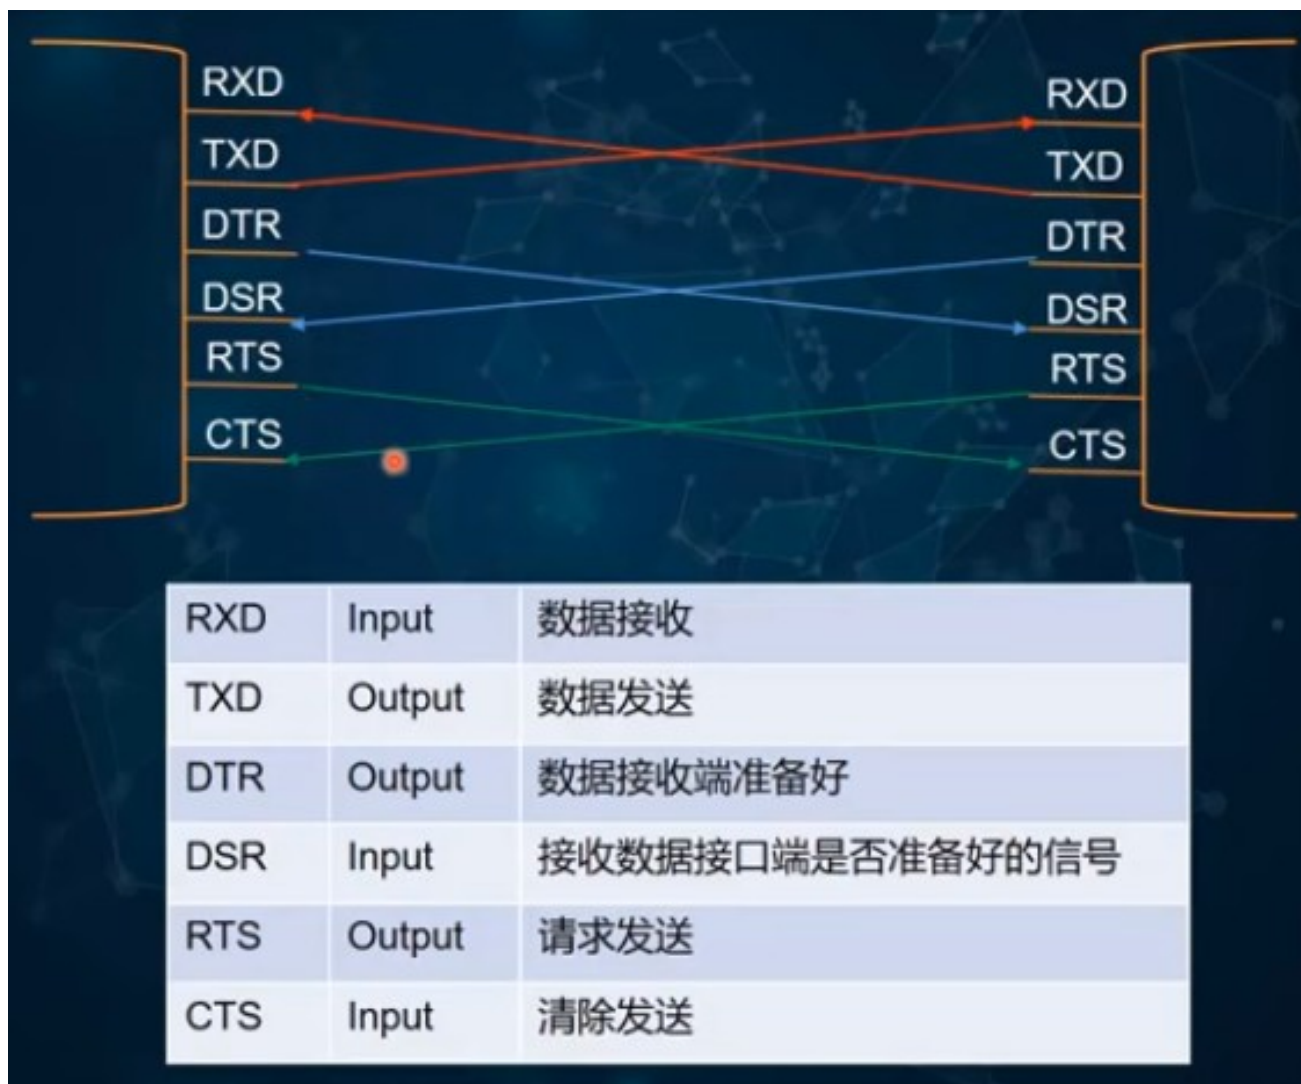 RXD
TXD
DTR
DSR
RTS
CTS
RXD
TXD
DTR
DSR
RTS
CTS
RXD Input 数据接收
TXD Output 数据发送
DTR Output 数据接收端准备好
DSR Input 接收数据接口端是否准备好的信号
RTS Output 请求发送
CTS Input 清除发送